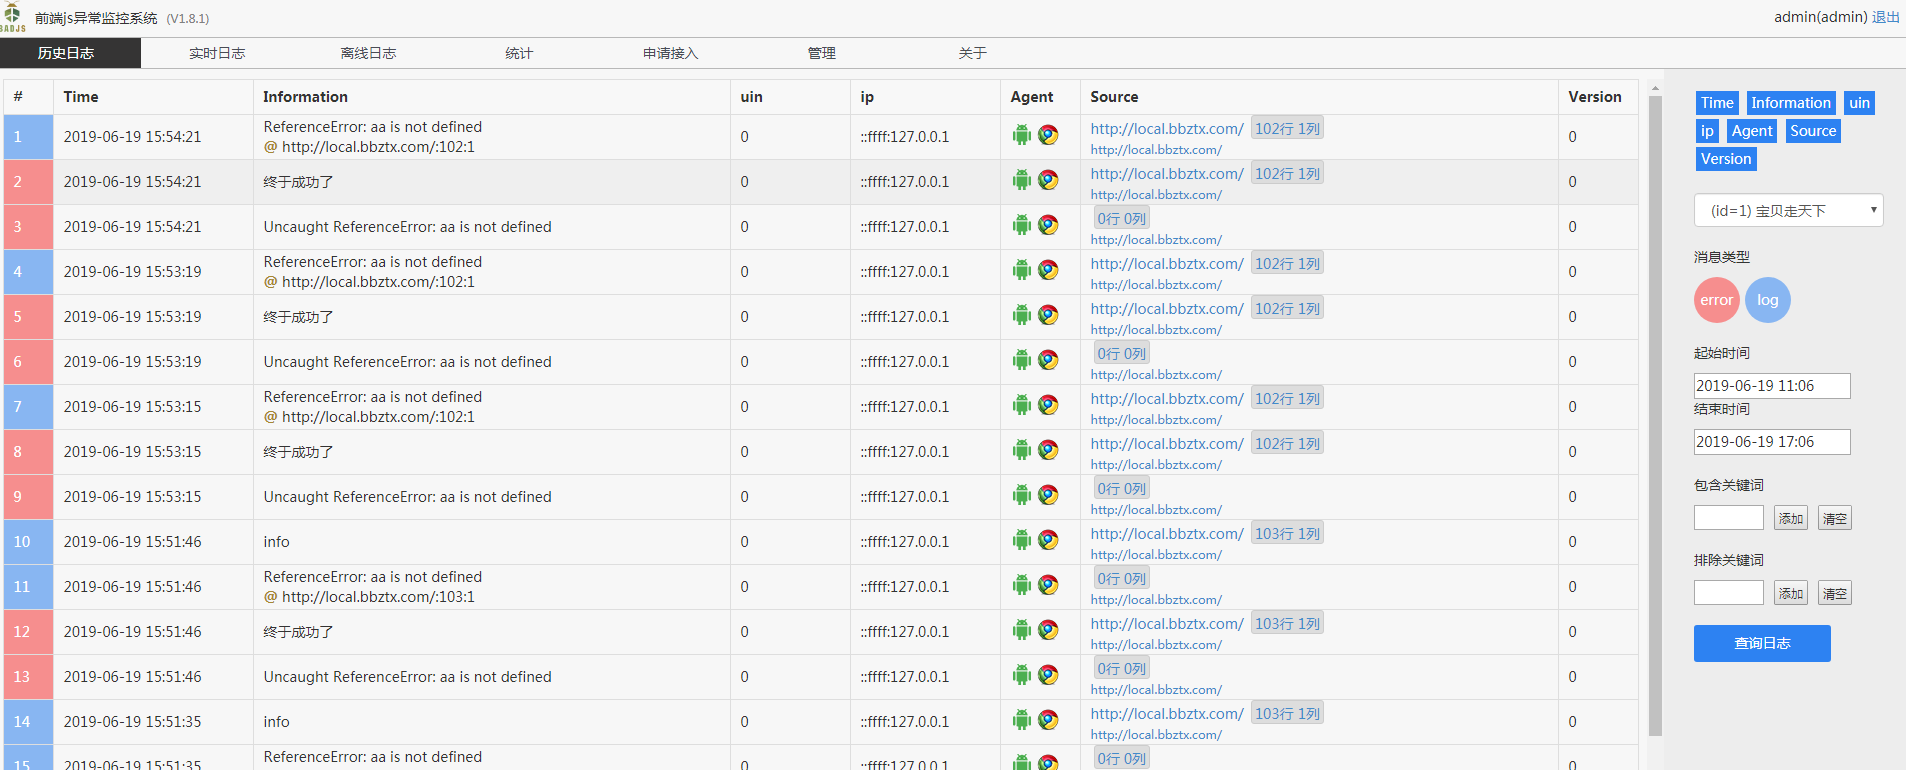 BADJS
前端js异常监控系统 (V1.8.1)
admin(admin) 退出
历史日志 实时日志 离线日志 统计 申请接入 管理 关于
# Time Information uin ip Agent Source Version
1 2019-06-19 15:54:21 ReferenceError: aa is not defined 0 ::ffff:127.0.0.1 http://local.bbztx.com/ 102行 1列 0
@ http://local.bbztx.com/:102:1 http://local.bbztx.com/
2 2019-06-19 15:54:21 终于成功了 0 ::ffff:127.0.0.1 http://local.bbztx.com/ 102行 1列 0
http://local.bbztx.com/
3 2019-06-19 15:54:21 Uncaught ReferenceError: aa is not defined 0 ::ffff:127.0.0.1 0行 0列 0
http://local.bbztx.com/
4 2019-06-19 15:53:19 ReferenceError: aa is not defined 0 ::ffff:127.0.0.1 http://local.bbztx.com/ 102行 1列 0
@ http://local.bbztx.com/:102:1 http://local.bbztx.com/
5 2019-06-19 15:53:19 终于成功了 0 ::ffff:127.0.0.1 http://local.bbztx.com/ 102行 1列 0
http://local.bbztx.com/
6 2019-06-19 15:53:19 Uncaught ReferenceError: aa is not defined 0 ::ffff:127.0.0.1 0行 0列 0
http://local.bbztx.com/
7 2019-06-19 15:53:15 ReferenceError: aa is not defined 0 ::ffff:127.0.0.1 http://local.bbztx.com/ 102行 1列 0
@ http://local.bbztx.com/:102:1 http://local.bbztx.com/
8 2019-06-19 15:53:15 终于成功了 0 ::ffff:127.0.0.1 http://local.bbztx.com/ 102行 1列 0
http://local.bbztx.com/
9 2019-06-19 15:53:15 Uncaught ReferenceError: aa is not defined 0 ::ffff:127.0.0.1 0行 0列 0
http://local.bbztx.com/
10 2019-06-19 15:51:46 info 0 ::ffff:127.0.0.1 http://local.bbztx.com/ 103行 1列 0
http://local.bbztx.com/
11 2019-06-19 15:51:46 ReferenceError: aa is not defined 0 ::ffff:127.0.0.1 0行 0列 0
@ http://local.bbztx.com/:103:1 http://local.bbztx.com/
12 2019-06-19 15:51:46 终于成功了 0 ::ffff:127.0.0.1 http://local.bbztx.com/ 103行 1列 0
http://local.bbztx.com/
13 2019-06-19 15:51:46 Uncaught ReferenceError: aa is not defined 0 ::ffff:127.0.0.1 0行 0列 0
http://local.bbztx.com/
14 2019-06-19 15:51:35 info 0 ::ffff:127.0.0.1 http://local.bbztx.com/ 103行 1列 0
http://local.bbztx.com/
15 2019-06-19 15:51:35 ReferenceError: aa is not defined 0 ::ffff:127.0.0.1 0行 0列 0
Time Information uin
ip Agent Source
Version
(id=1) 宝贝走天下
消息类型
error log
起始时间
2019-06-19 11:06
结束时间
2019-06-19 17:06
包含关键词
添加 清空
排除关键词
添加 清空
查询日志